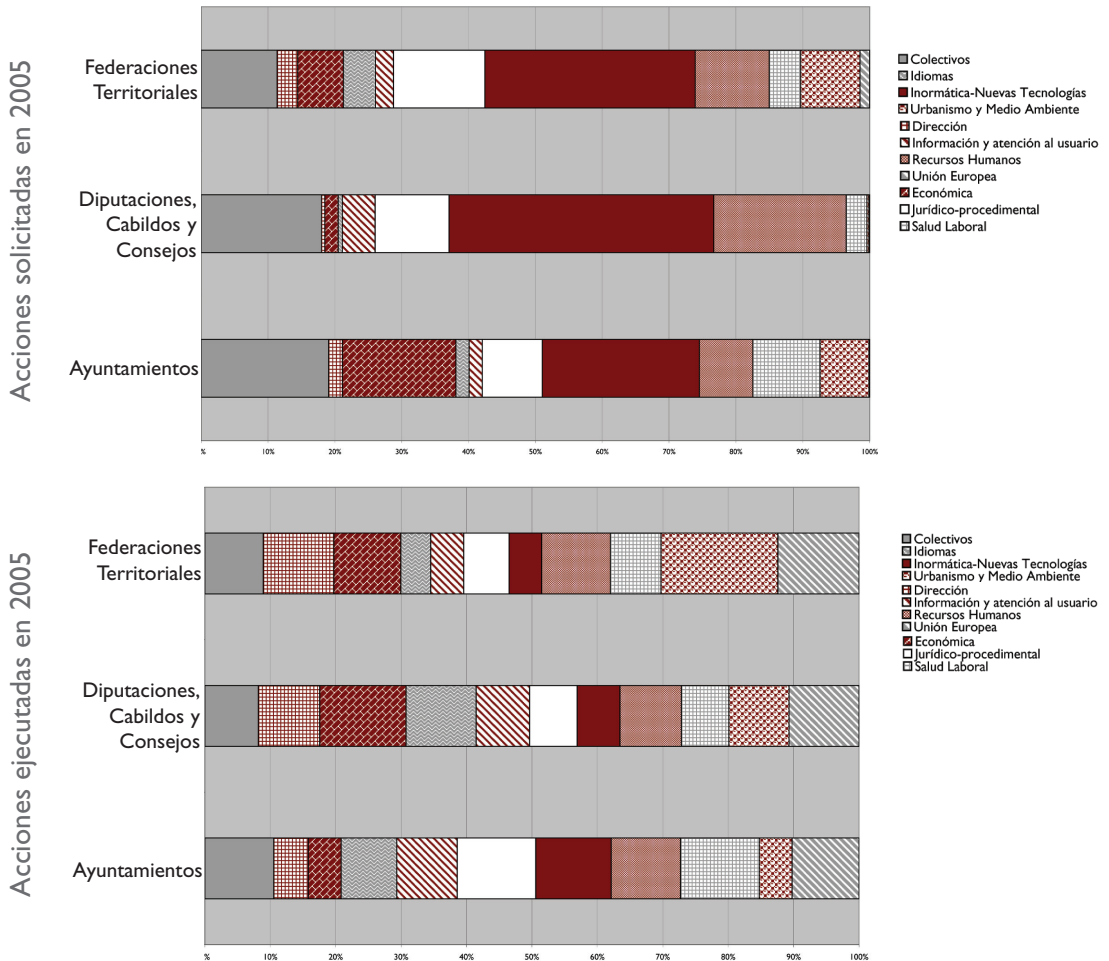 Acciones solicitadas en 2005
Federaciones
Territoriales
Diputaciones,
Cabildos y
Consejos
Ayuntamientos
% 10% 20% 30% 40% 50% 60% 70% 80% 90% 100%
Colectivos
Idiomas
Inormática-Nuevas Tecnologías
Urbanismo y Medio Ambiente
Dirección
Información y atención al usuario
Recursos Humanos
Unión Europea
Económica
Jurídico-procedimental
Salud Laboral
Acciones ejecutadas en 2005
Federaciones
Territoriales
Diputaciones,
Cabildos y
Consejos
Ayuntamientos
% 10% 20% 30% 40% 50% 60% 70% 80% 90% 100%
Colectivos
Idiomas
Inormática-Nuevas Tecnologías
Urbanismo y Medio Ambiente
Dirección
Información y atención al usuario
Recursos Humanos
Unión Europea
Económica
Jurídico-procedimental
Salud Laboral